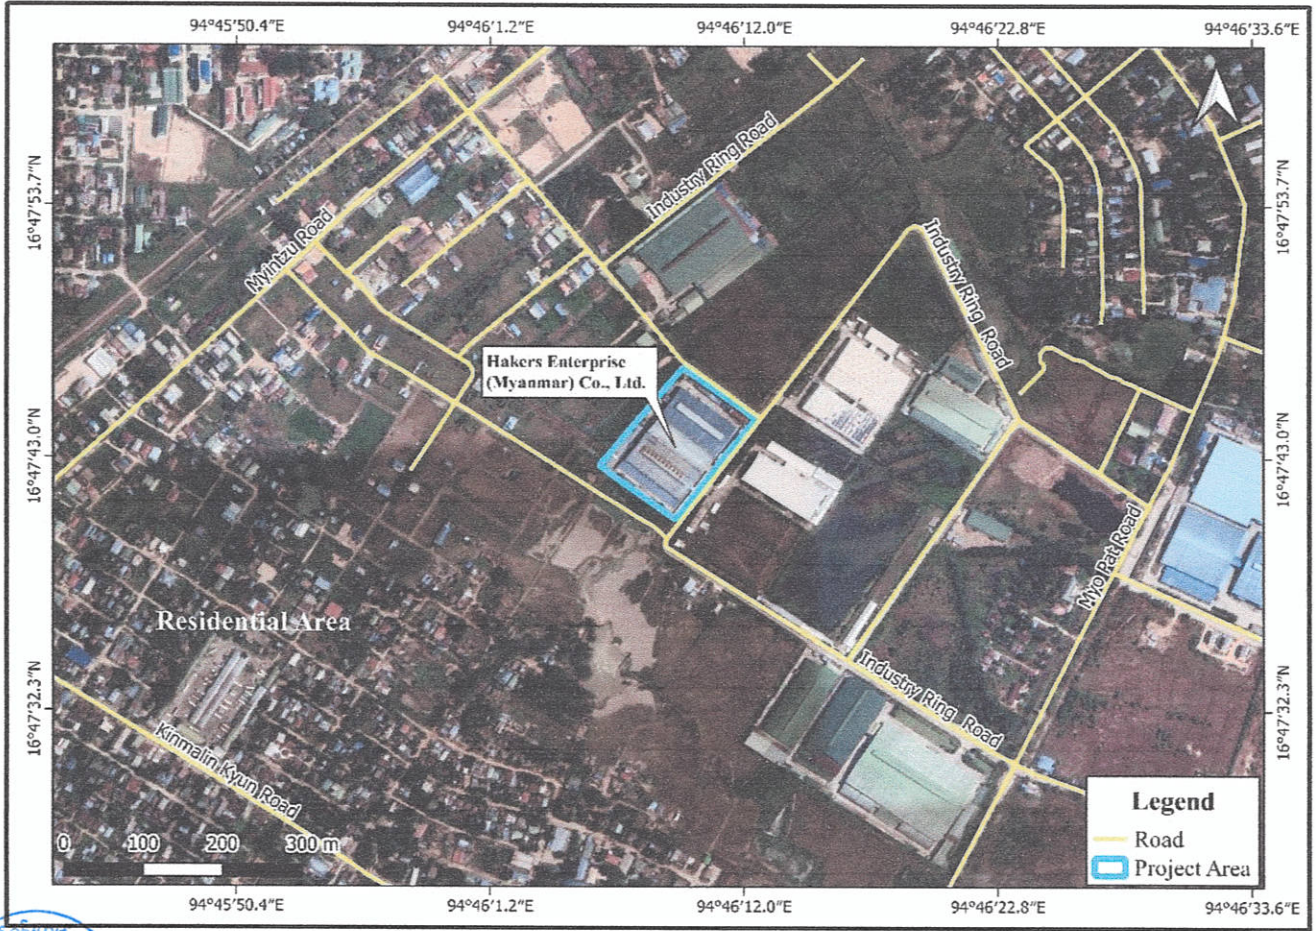 94°45'50.4"E 94°46'1.2"E 94°46'12.0"E 94°46'22.8"E 94°46'33.6"E
16°47'53.7"N
16°47'53.7"N
Industry Ring Road
Myintzu Road
Industry Ring Road
Hakers Enterprise
(Myanmar) Co., Ltd.
16°47'43.0"N
16°47'43.0"N
Myo Pat Road
Residential Area
Industry Ring Road
16°47'32.3"N
16°47'32.3"N
Kinmalin Kyun Road
0 100 200 300 m
Legend
Road
Project Area
94°45'50.4"E 94°46'1.2"E 94°46'12.0"E 94°46'22.8"E 94°46'33.6"E